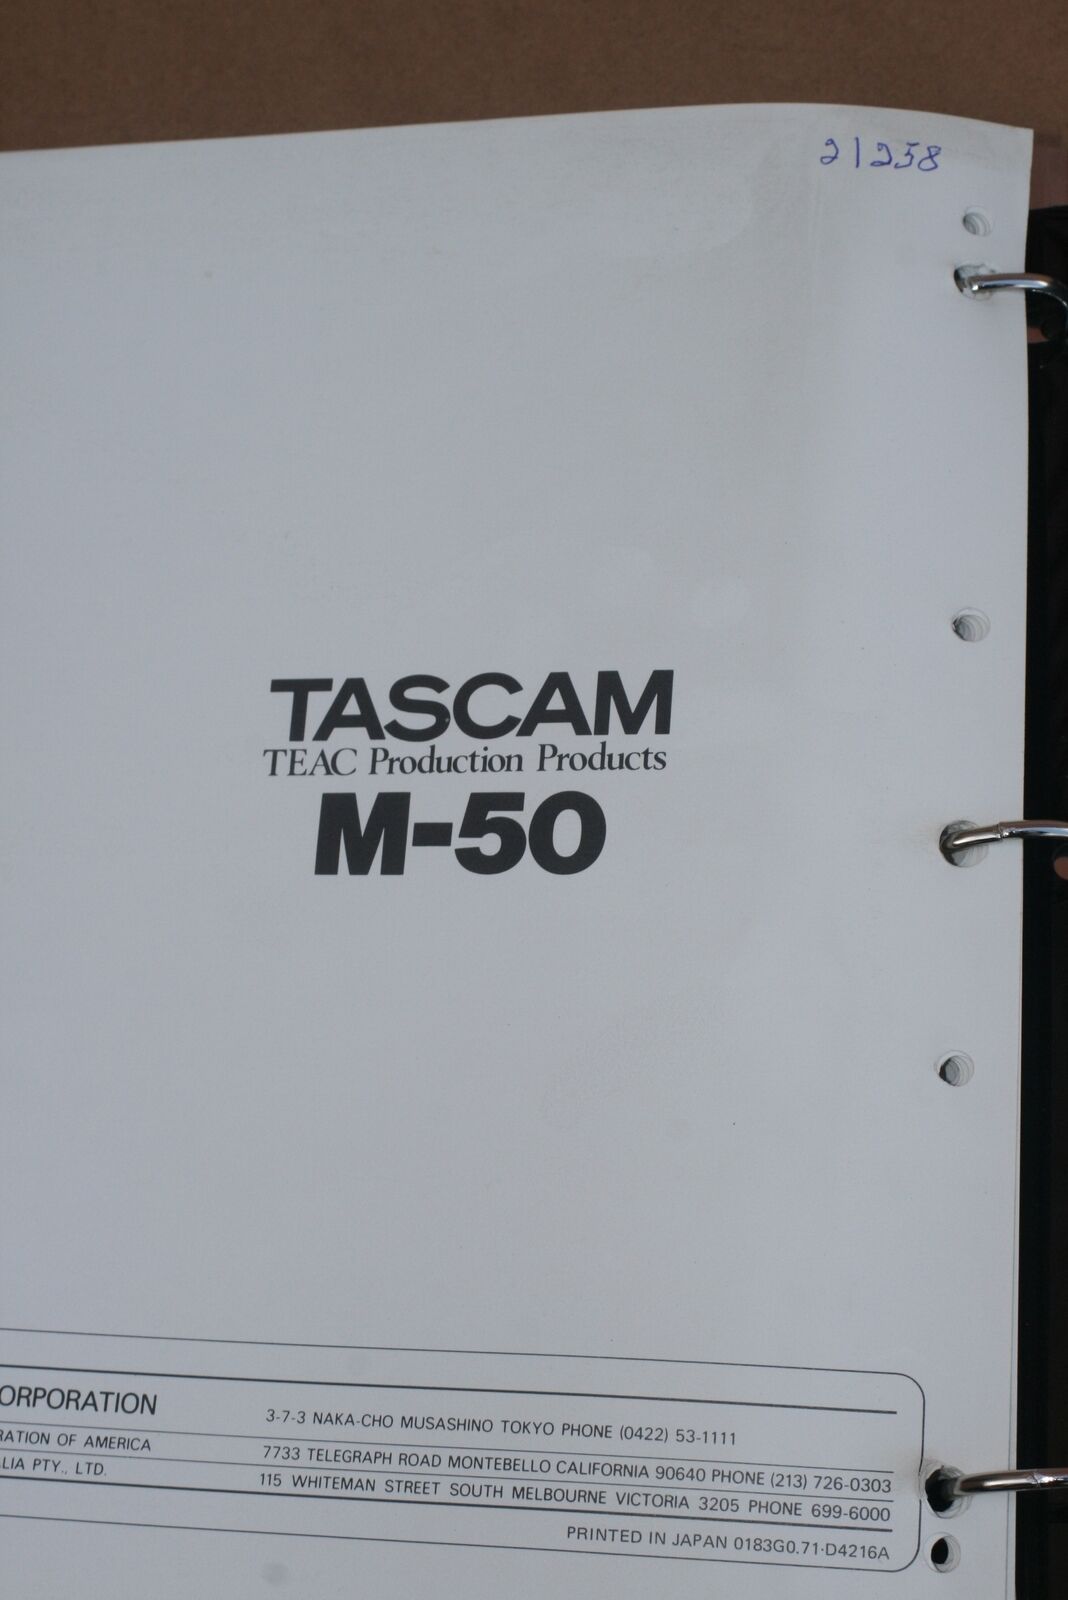 21258
TASCAM
TEAC Production Products
M-50
ORPORATION 3-7-3 NAKA-CHO MUSASHINO TOKYO PHONE (0422) 53-1111
RATION OF AMERICA 7733 TELEGRAPH ROAD MONTEBELLO CALIFORNIA 90640 PHONE (213) 726-0303
LIA PTY., LTD. 115 WHITEMAN STREET SOUTH MELBOURNE VICTORIA 3205 PHONE 699-6000
PRINTED IN JAPAN 0183G0.71·D4216A